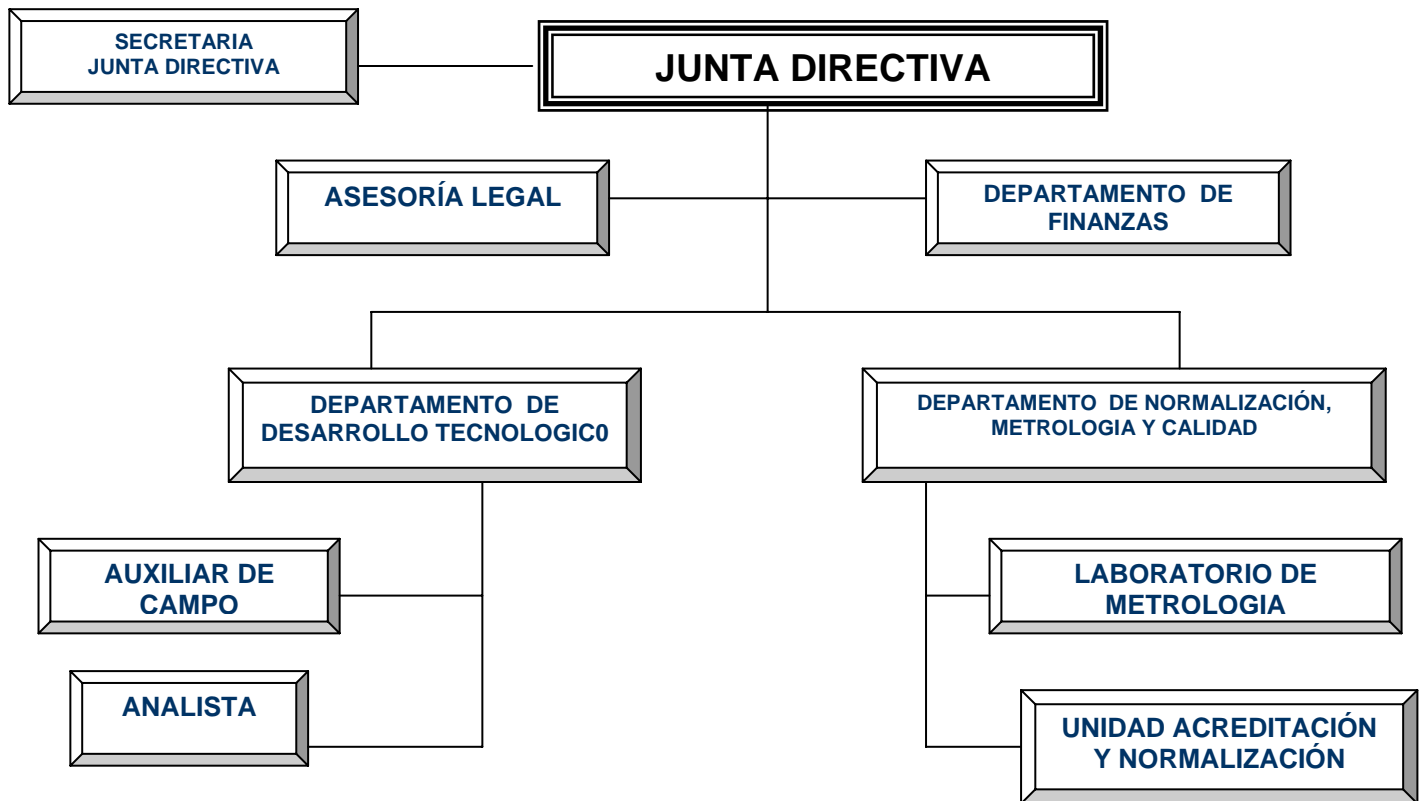 SECRETARIA
JUNTA DIRECTIVA
JUNTA DIRECTIVA
ASESORÍA LEGAL
DEPARTAMENTO DE
FINANZAS
DEPARTAMENTO DE
DESARROLLO TECNOLOGIC0
DEPARTAMENTO DE NORMALIZACIÓN,
METROLOGIA Y CALIDAD
AUXILIAR DE
CAMPO
LABORATORIO DE
METROLOGIA
ANALISTA
UNIDAD ACREDITACIÓN
Y NORMALIZACIÓN